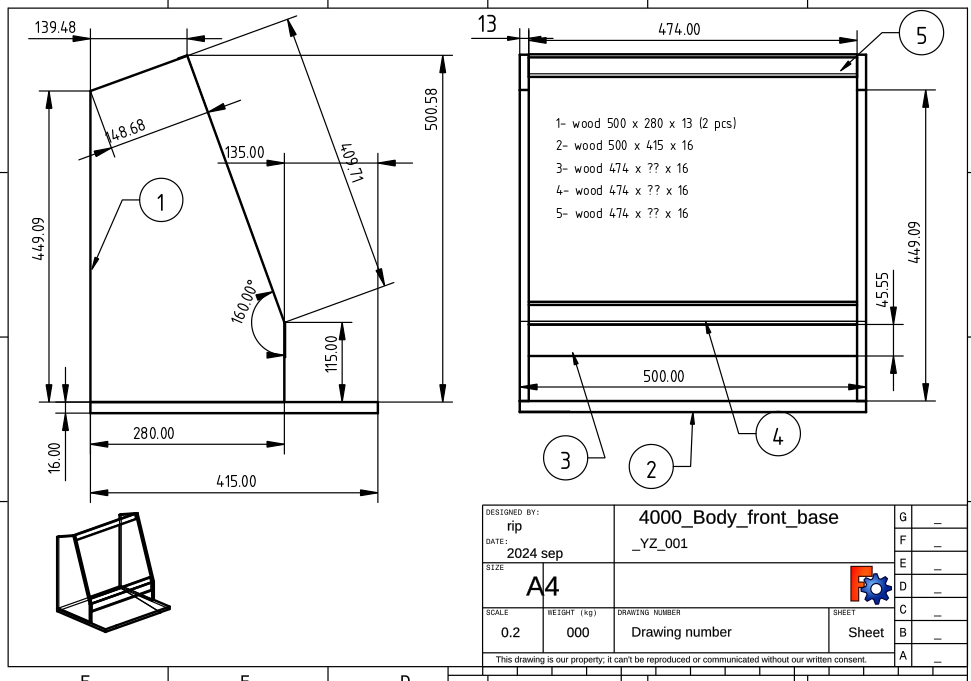 139.48
148.68
135.00
409.71
500.58
449.09
1
160.00°
115.00
280.00
16.00
415.00
13
474.00
5
1- wood 500 x 280 x 13 (2 pcs)
2- wood 500 x 415 x 16
3- wood 474 x ?? x 16
4- wood 474 x ?? x 16
5- wood 474 x ?? x 16
449.09
45.55
500.00
3
2
4
DESIGNED BY:
rip
DATE:
2024 sep
4000_Body_front_base
_YZ_001
SIZE
A4
SCALE
0.2
WEIGHT (kg)
000
DRAWING NUMBER
Drawing number
SHEET
Sheet
This drawing is our property; it can't be reproduced or communicated without our written consent.
G _
F _
E _
D _
C _
B _
A _